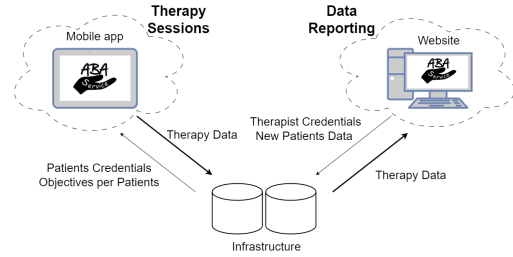 Therapy
Sessions
Data
Reporting
Mobile app
Website
ABA
Service
ABA
Service
Therapy Data
Therapist Credentials
New Patients Data
Patients Credentials
Objectives per Patients
Therapy Data
Infrastructure